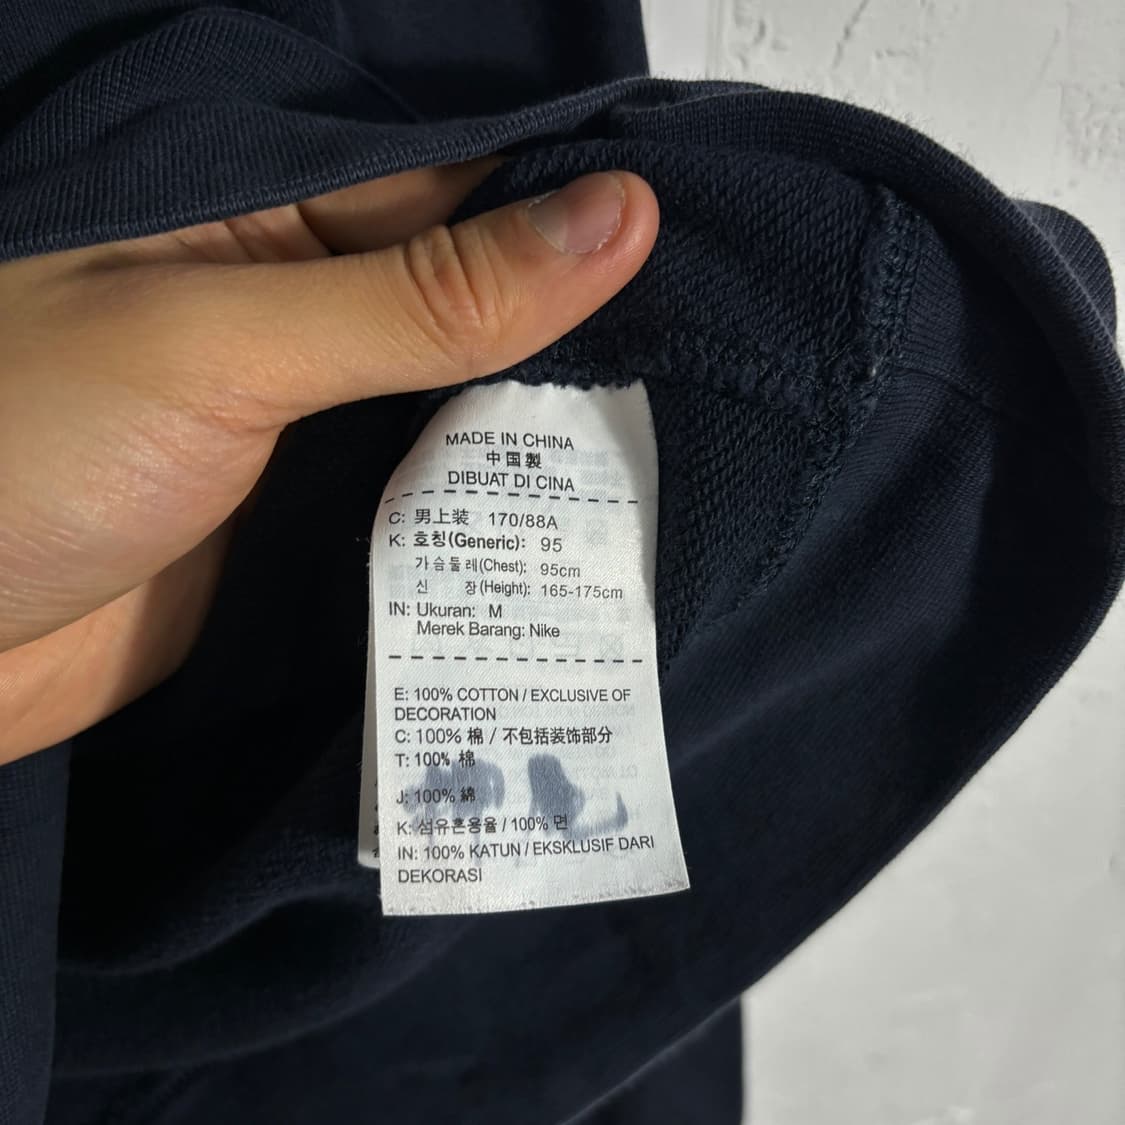 MADE IN CHINA
中国製
DIBUAT DI CINA
C: 男上装 170/88A
K: 호칭(Generic): 95
가슴둘레(Chest): 95cm
신 장(Height): 165-175cm
IN: Ukuran: M
Merek Barang: Nike
E: 100% COTTON / EXCLUSIVE OF
DECORATION
C: 100% 棉 / 不包括装饰部分
T: 100% 棉
J: 100% 綿
K: 섬유혼용율 / 100% 면
IN: 100% KATUN / EKSKLUSIF DARI
DEKORASI